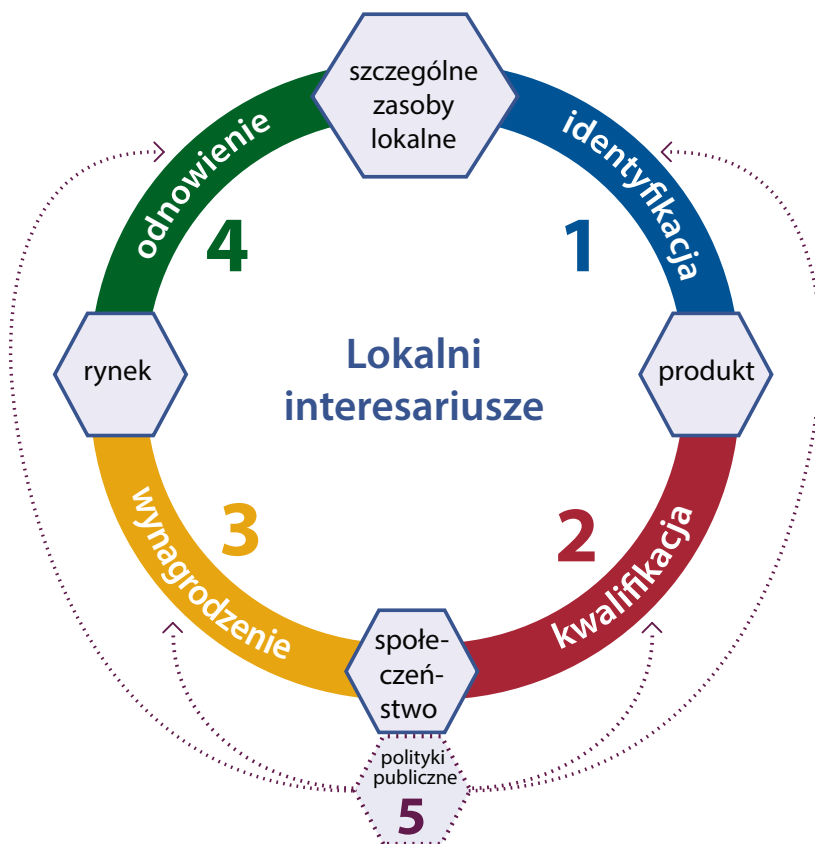 szczególne
zasoby
lokalne
identyfikacja
1
produkt
kwalifikacja
2
społe-
czeń-
stwo
wynagrodzenie
3
rynek
odnowienie
4
Lokalni
interesariusze
polityki
publiczne
5